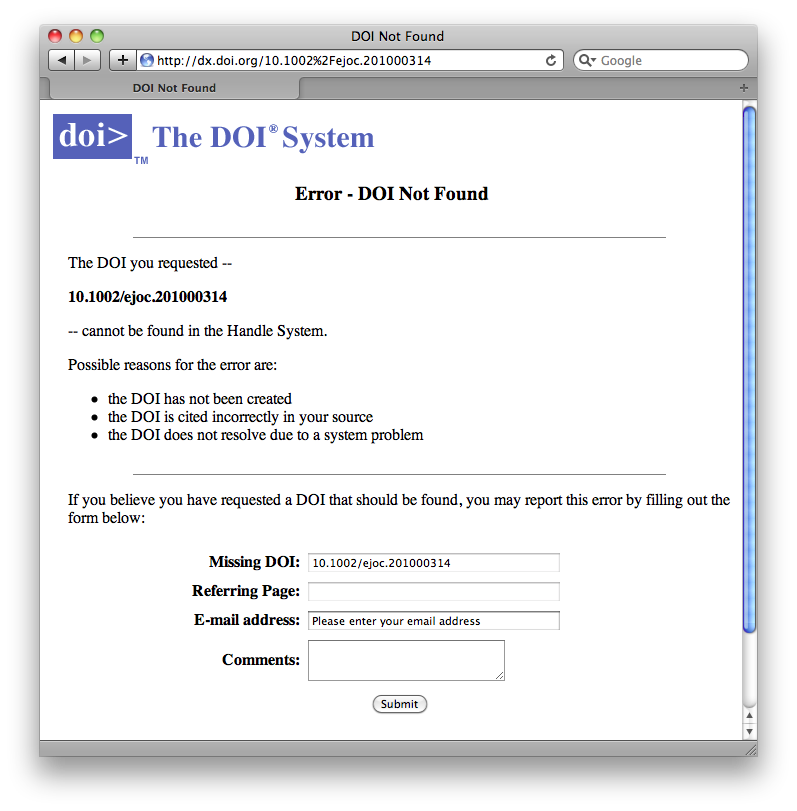 DOI Not Found
http://dx.doi.org/10.1002%2Fejoc.201000314
Google
DOI Not Found
doi>
TM
The DOI® System
Error - DOI Not Found
The DOI you requested --
10.1002/ejoc.201000314
-- cannot be found in the Handle System.
Possible reasons for the error are:
• the DOI has not been created
• the DOI is cited incorrectly in your source
• the DOI does not resolve due to a system problem
If you believe you have requested a DOI that should be found, you may report this error by filling out the
form below:
Missing DOI: 10.1002/ejoc.201000314
Referring Page:
E-mail address: Please enter your email address
Comments:
Submit